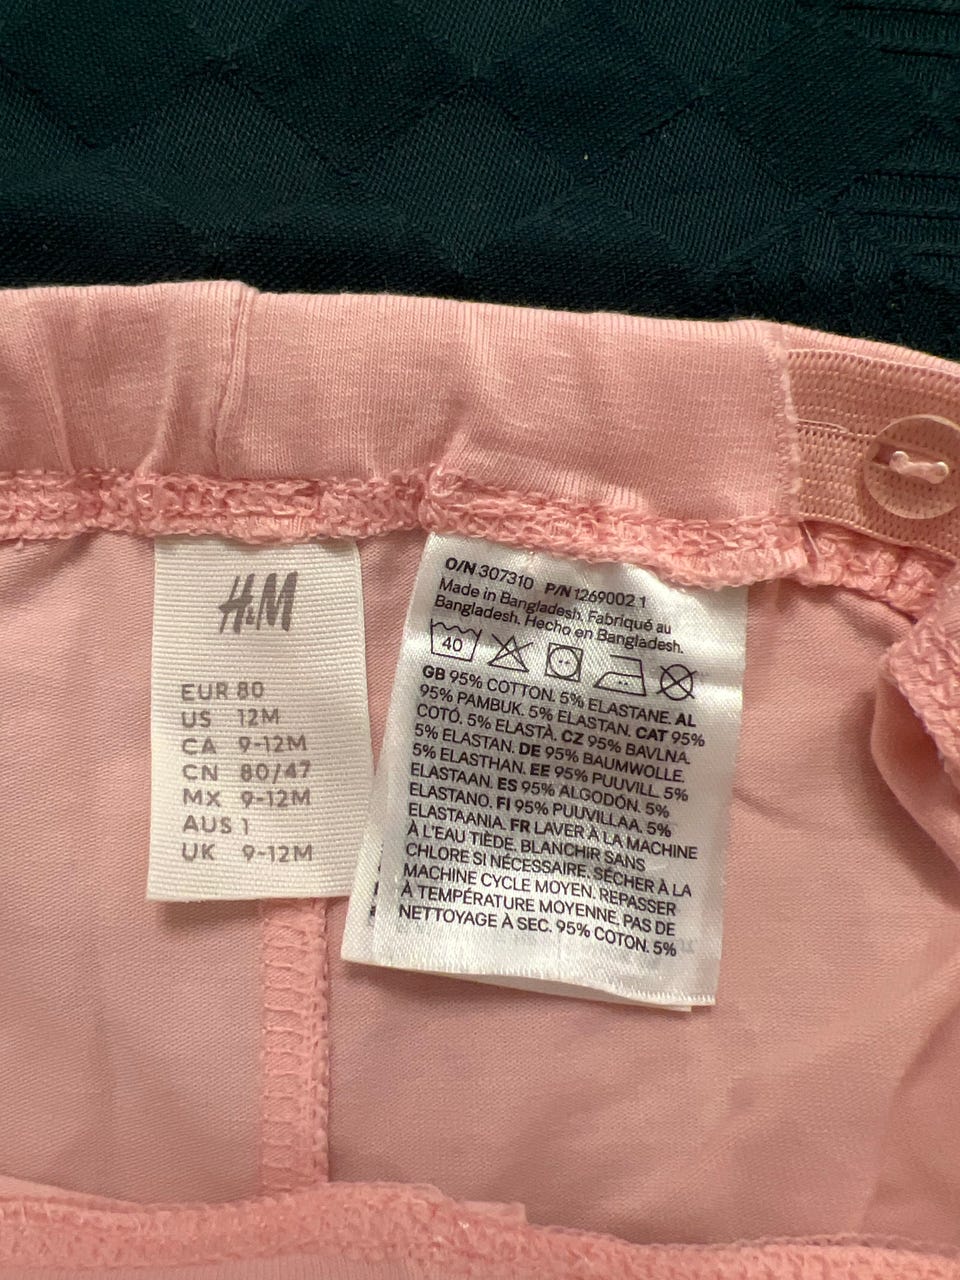 H&M
EUR 80
US 12M
CA 9-12M
CN 80/47
MX 9-12M
AUS 1
UK 9-12M
O/N 307310 P/N 1269002 1
Made in Bangladesh. Fabriqué au
Bangladesh. Hecho en Bangladesh.
40
GB 95% COTTON. 5% ELASTANE. AL
95% PAMBUK. 5% ELASTAN. CAT 95%
COTÓ. 5% ELASTÀ. CZ 95% BAVLNA.
5% ELASTAN. DE 95% BAUMWOLLE.
5% ELASTHAN. EE 95% PUUVILL. 5%
ELASTAAN. ES 95% ALGODÓN. 5%
ELASTANO. FI 95% PUUVILLAA. 5%
ELASTAANIA. FR LAVER À LA MACHINE
À L'EAU TIÈDE. BLANCHIR SANS
CHLORE SI NÉCESSAIRE. SÉCHER À LA
MACHINE CYCLE MOYEN. REPASSER
À TEMPÉRATURE MOYENNE. PAS DE
NETTOYAGE À SEC. 95% COTON. 5%